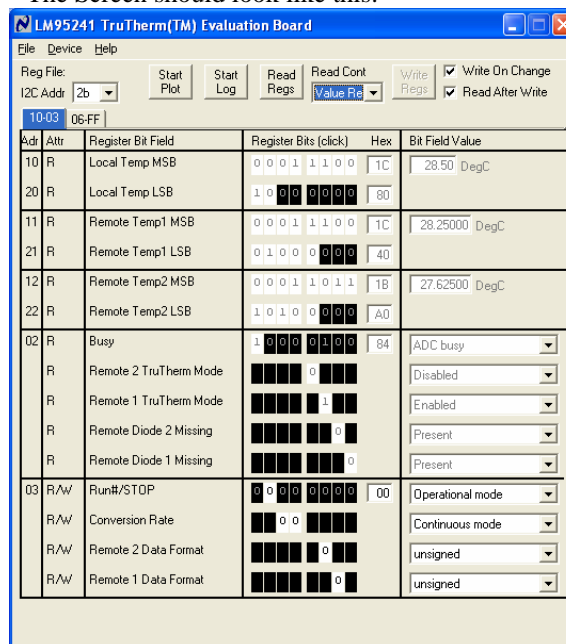 The Screen should look like this:
LM95241 TruTherm(TM) Evaluation Board
File Device Help
Reg File:
I2C Addr 2b
Start Plot
Start Log
Read Regs
Read Cont
Value Re
Write Regs
Write On Change
Read After Write
10-03 06-FF
Adr Attr Register Bit Field Register Bits (click) Hex Bit Field Value
10 R Local Temp MSB 0 0 0 1 1 1 0 0 1C 28.50 DegC
20 R Local Temp LSB 1 0 0 0 0 0 0 0 80
11 R Remote Temp1 MSB 0 0 0 1 1 1 0 0 1C 28.25000 DegC
21 R Remote Temp1 LSB 0 1 0 0 0 0 0 0 40
12 R Remote Temp2 MSB 0 0 0 1 1 0 1 1 1B 27.62500 DegC
22 R Remote Temp2 LSB 1 0 1 0 0 0 0 0 A0
02 R Busy 1 0 0 0 0 1 0 0 84 ADC busy
R Remote 2 TruTherm Mode 0 Disabled
R Remote 1 TruTherm Mode 1 Enabled
R Remote Diode 2 Missing 0 Present
R Remote Diode 1 Missing 0 Present
03 R/W Run#/STOP 0 0 0 0 0 0 0 0 00 Operational mode
R/W Conversion Rate 0 0 Continuous mode
R/W Remote 2 Data Format 0 unsigned
R/W Remote 1 Data Format 0 unsigned